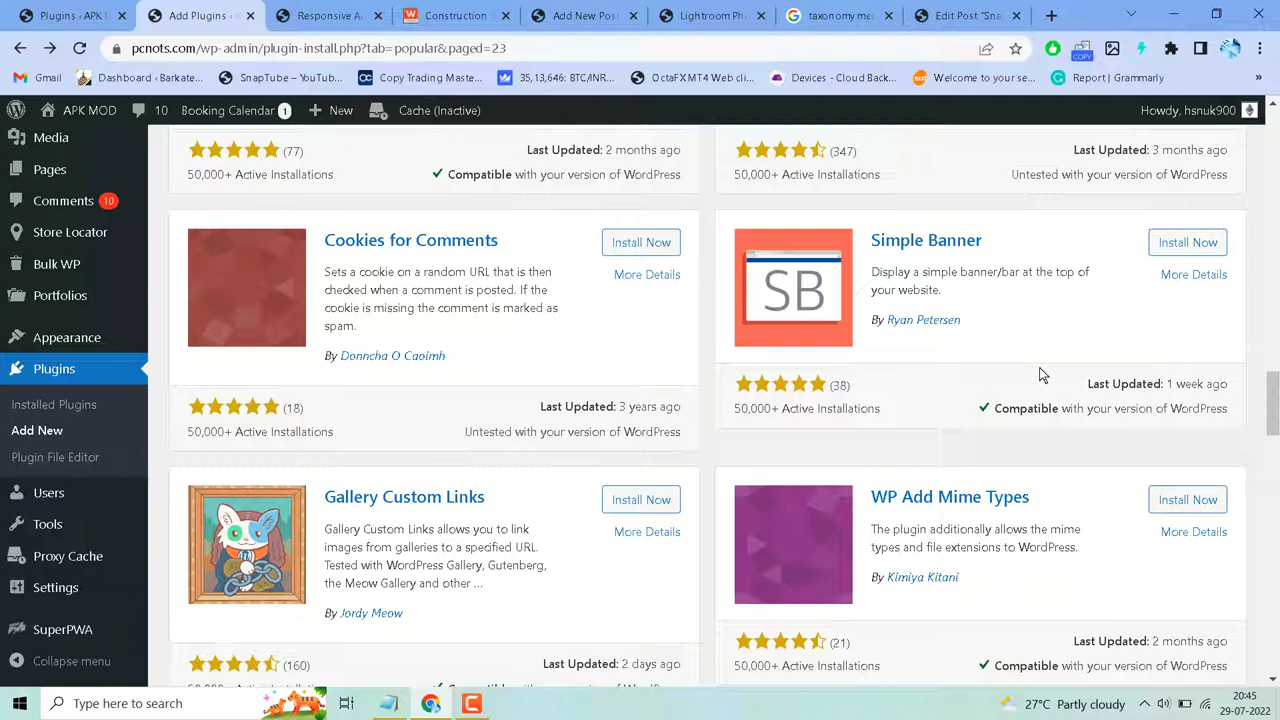 Add Plugins ‹
Responsive Ac
Construction
Add New Post
Lightroom Ph
taxonomy mer
Edit Post "Sna
pcnots.com/wp-admin/plugin-install.php?tab=popular&paged=23
COPY
Gmail
Dashboard ‹ Barkate...
SnapTube – YouTub...
Copy Trading Maste...
35,13,646: BTC/INR...
OctaFX MT4 Web cli...
Devices - Cloud Back...
Welcome to your se...
Report | Grammarly
»
APK MOD
10
Booking Calendar 1
New
Cache (Inactive)
Howdy, hsnuk900
Media
Pages
Comments 10
Store Locator
Bulk WP
Portfolios
Appearance
Plugins
Installed Plugins
Add New
Plugin File Editor
Users
Tools
Proxy Cache
Settings
SuperPWA
Collapse menu
(77)
Last Updated: 2 months ago
50,000+ Active Installations
Compatible with your version of WordPress
(347)
Last Updated: 3 months ago
50,000+ Active Installations
Untested with your version of WordPress
Cookies for Comments
Install Now
More Details
Sets a cookie on a random URL that is then
checked when a comment is posted. If the
cookie is missing the comment is marked as
spam.
By Donncha O Caoimh
(18)
Last Updated: 3 years ago
50,000+ Active Installations
Untested with your version of WordPress
SB
Simple Banner
Install Now
More Details
Display a simple banner/bar at the top of
your website.
By Ryan Petersen
(38)
Last Updated: 1 week ago
50,000+ Active Installations
Compatible with your version of WordPress
Gallery Custom Links
Install Now
More Details
Gallery Custom Links allows you to link
images from galleries to a specified URL.
Tested with WordPress Gallery, Gutenberg,
the Meow Gallery and other ...
By Jordy Meow
(160)
Last Updated: 2 days ago
WP Add Mime Types
Install Now
More Details
The plugin additionally allows the mime
types and file extensions to WordPress.
By Kimiya Kitani
(21)
Last Updated: 2 months ago
50,000+ Active Installations
Compatible with your version of WordPress
Type here to search
27°C Partly cloudy
20:45
29-07-2022